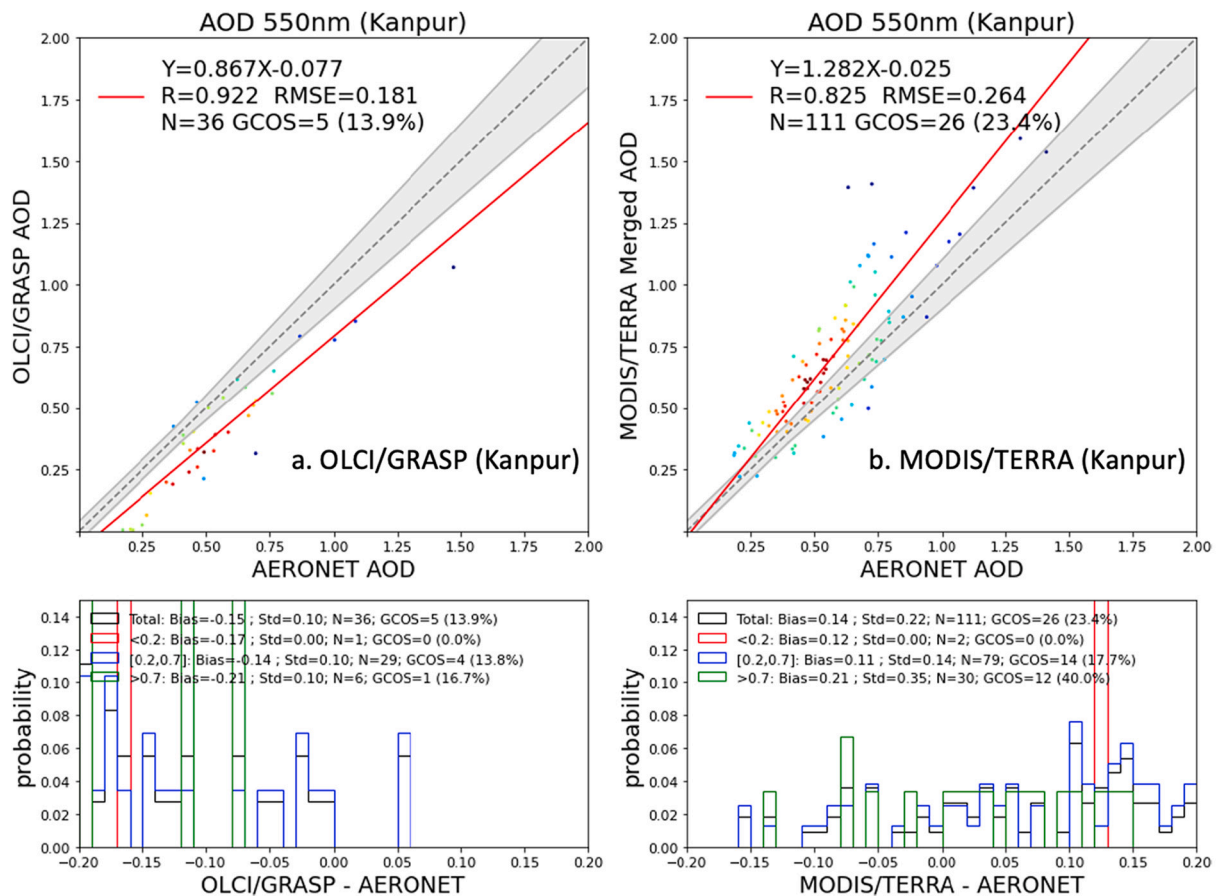 AOD 550nm (Kanpur)
2.00
1.75
1.50
1.25
1.00
0.75
0.50
0.25
OLCI/GRASP AOD
Y=0.867X-0.077
R=0.922 RMSE=0.181
N=36 GCOS=5 (13.9%)
a. OLCI/GRASP (Kanpur)
0.25 0.50 0.75 1.00 1.25 1.50 1.75 2.00
AERONET AOD
AOD 550nm (Kanpur)
2.00
1.75
1.50
1.25
1.00
0.75
0.50
0.25
MODIS/TERRA Merged AOD
Y=1.282X-0.025
R=0.825 RMSE=0.264
N=111 GCOS=26 (23.4%)
b. MODIS/TERRA (Kanpur)
0.25 0.50 0.75 1.00 1.25 1.50 1.75 2.00
AERONET AOD
0.14
0.12
0.10
0.08
0.06
0.04
0.02
0.00
probability
Total: Bias=-0.15 ; Std=0.10; N=36; GCOS=5 (13.9%)
<0.2: Bias=-0.17 ; Std=0.00; N=1; GCOS=0 (0.0%)
[0.2,0.7]: Bias=-0.14 ; Std=0.10; N=29; GCOS=4 (13.8%)
>0.7: Bias=-0.21 ; Std=0.10; N=6; GCOS=1 (16.7%)
−0.20 −0.15 −0.10 −0.05 0.00 0.05 0.10 0.15 0.20
OLCI/GRASP - AERONET
0.14
0.12
0.10
0.08
0.06
0.04
0.02
0.00
probability
Total: Bias=0.14 ; Std=0.22; N=111; GCOS=26 (23.4%)
<0.2: Bias=0.12 ; Std=0.00; N=2; GCOS=0 (0.0%)
[0.2,0.7]: Bias=0.11 ; Std=0.14; N=79; GCOS=14 (17.7%)
>0.7: Bias=0.21 ; Std=0.35; N=30; GCOS=12 (40.0%)
−0.20 −0.15 −0.10 −0.05 0.00 0.05 0.10 0.15 0.20
MODIS/TERRA - AERONET